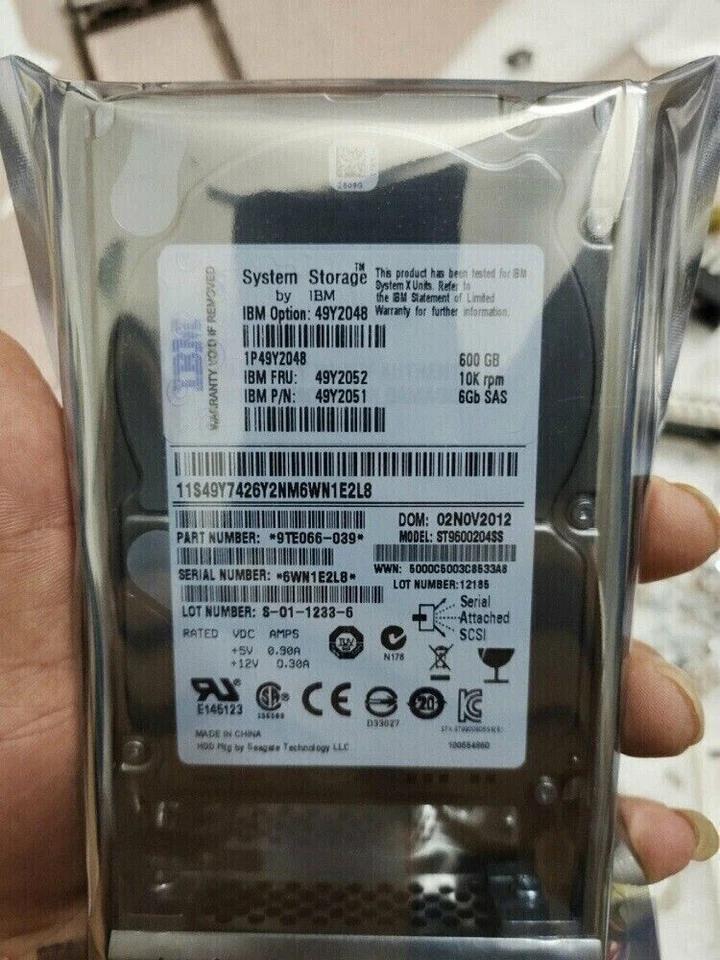 System Storage™
by IBM
IBM Option: 49Y2048
This product has been tested for IBM
System X Units. Refer to
the IBM Statement of Limited
Warranty for further information.
WARRANTY VOID IF REMOVED
IBM
1P49Y2048
IBM FRU: 49Y2052
IBM P/N: 49Y2051
600 GB
10K rpm
6Gb SAS
11S49Y7426Y2NM6WN1E2L8
PART NUMBER: *9TE066-039*
SERIAL NUMBER: *6WN1E2L8*
LOT NUMBER: S-01-1233-6
DOM: 02NOV2012
MODEL: ST9600204SS
WWN: 5000C5003C8533A8
LOT NUMBER:12185
Serial
Attached
SCSI
RATED VDC AMPS
+5V 0.90A
+12V 0.30A
TUV
N178
E145123
CE
D33027
20
MADE IN CHINA
HDD Mfg by Seagate Technology LLC